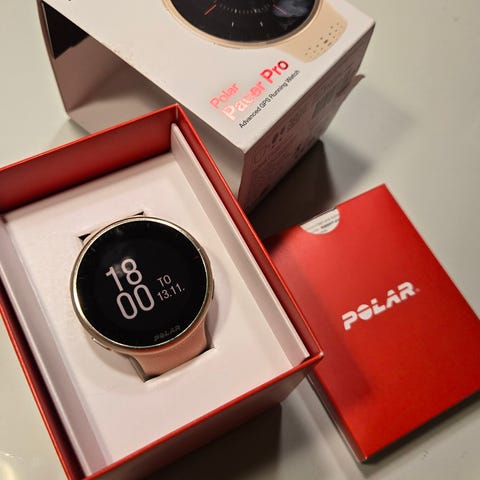 Polar
Pacer Pro
Advanced GPS Running Watch
18
00
TO
13.11.
POLAR
POLAR